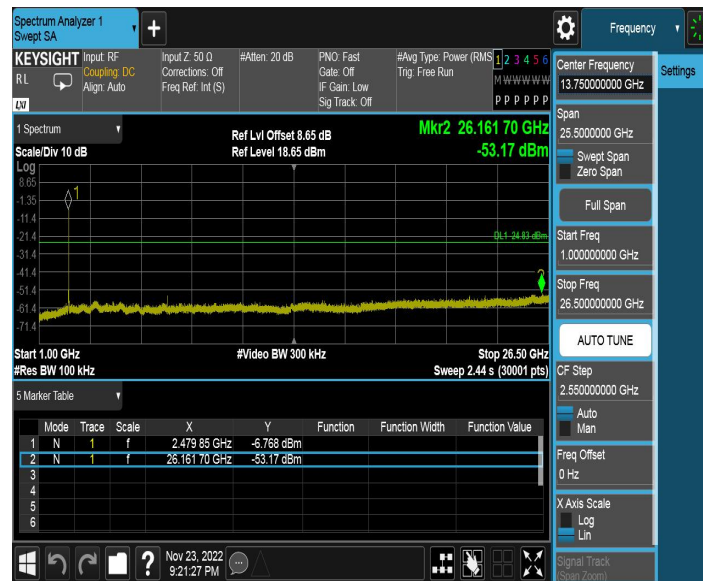 Spectrum Analyzer 1
Swept SA
+
Frequency
KEYSIGHT
RL
LXI
Input: RF
Coupling: DC
Align: Auto
Input Z: 50 Ω
Corrections: Off
Freq Ref: Int (S)
#Atten: 20 dB
PNO: Fast
Gate: Off
IF Gain: Low
Sig Track: Off
#Avg Type: Power (RMS
Trig: Free Run
1 2 3 4 5 6
M W W W W W
P P P P P P
Center Frequency
13.750000000 GHz
Settings
Span
25.5000000 GHz
Swept Span
Zero Span
Full Span
Start Freq
1.000000000 GHz
Stop Freq
26.500000000 GHz
AUTO TUNE
CF Step
2.550000000 GHz
Auto
Man
Freq Offset
0 Hz
X Axis Scale
Log
Lin
Signal Track
(Span Zoom)
1 Spectrum
Scale/Div 10 dB
Ref Lvl Offset 8.65 dB
Ref Level 18.65 dBm
Mkr2 26.161 70 GHz
-53.17 dBm
Log
8.65
-1.35
-11.4
-21.4
-31.4
-41.4
-51.4
-61.4
-71.4
1
DL1 -24.83 dBm
2
Start 1.00 GHz
#Res BW 100 kHz
#Video BW 300 kHz
Stop 26.50 GHz
Sweep 2.44 s (30001 pts)
5 Marker Table
Mode Trace Scale X Y Function Function Width Function Value
1 N 1 f 2.479 85 GHz -6.768 dBm
2 N 1 f 26.161 70 GHz -53.17 dBm
3
4
5
6
?
Nov 23, 2022
9:21:27 PM